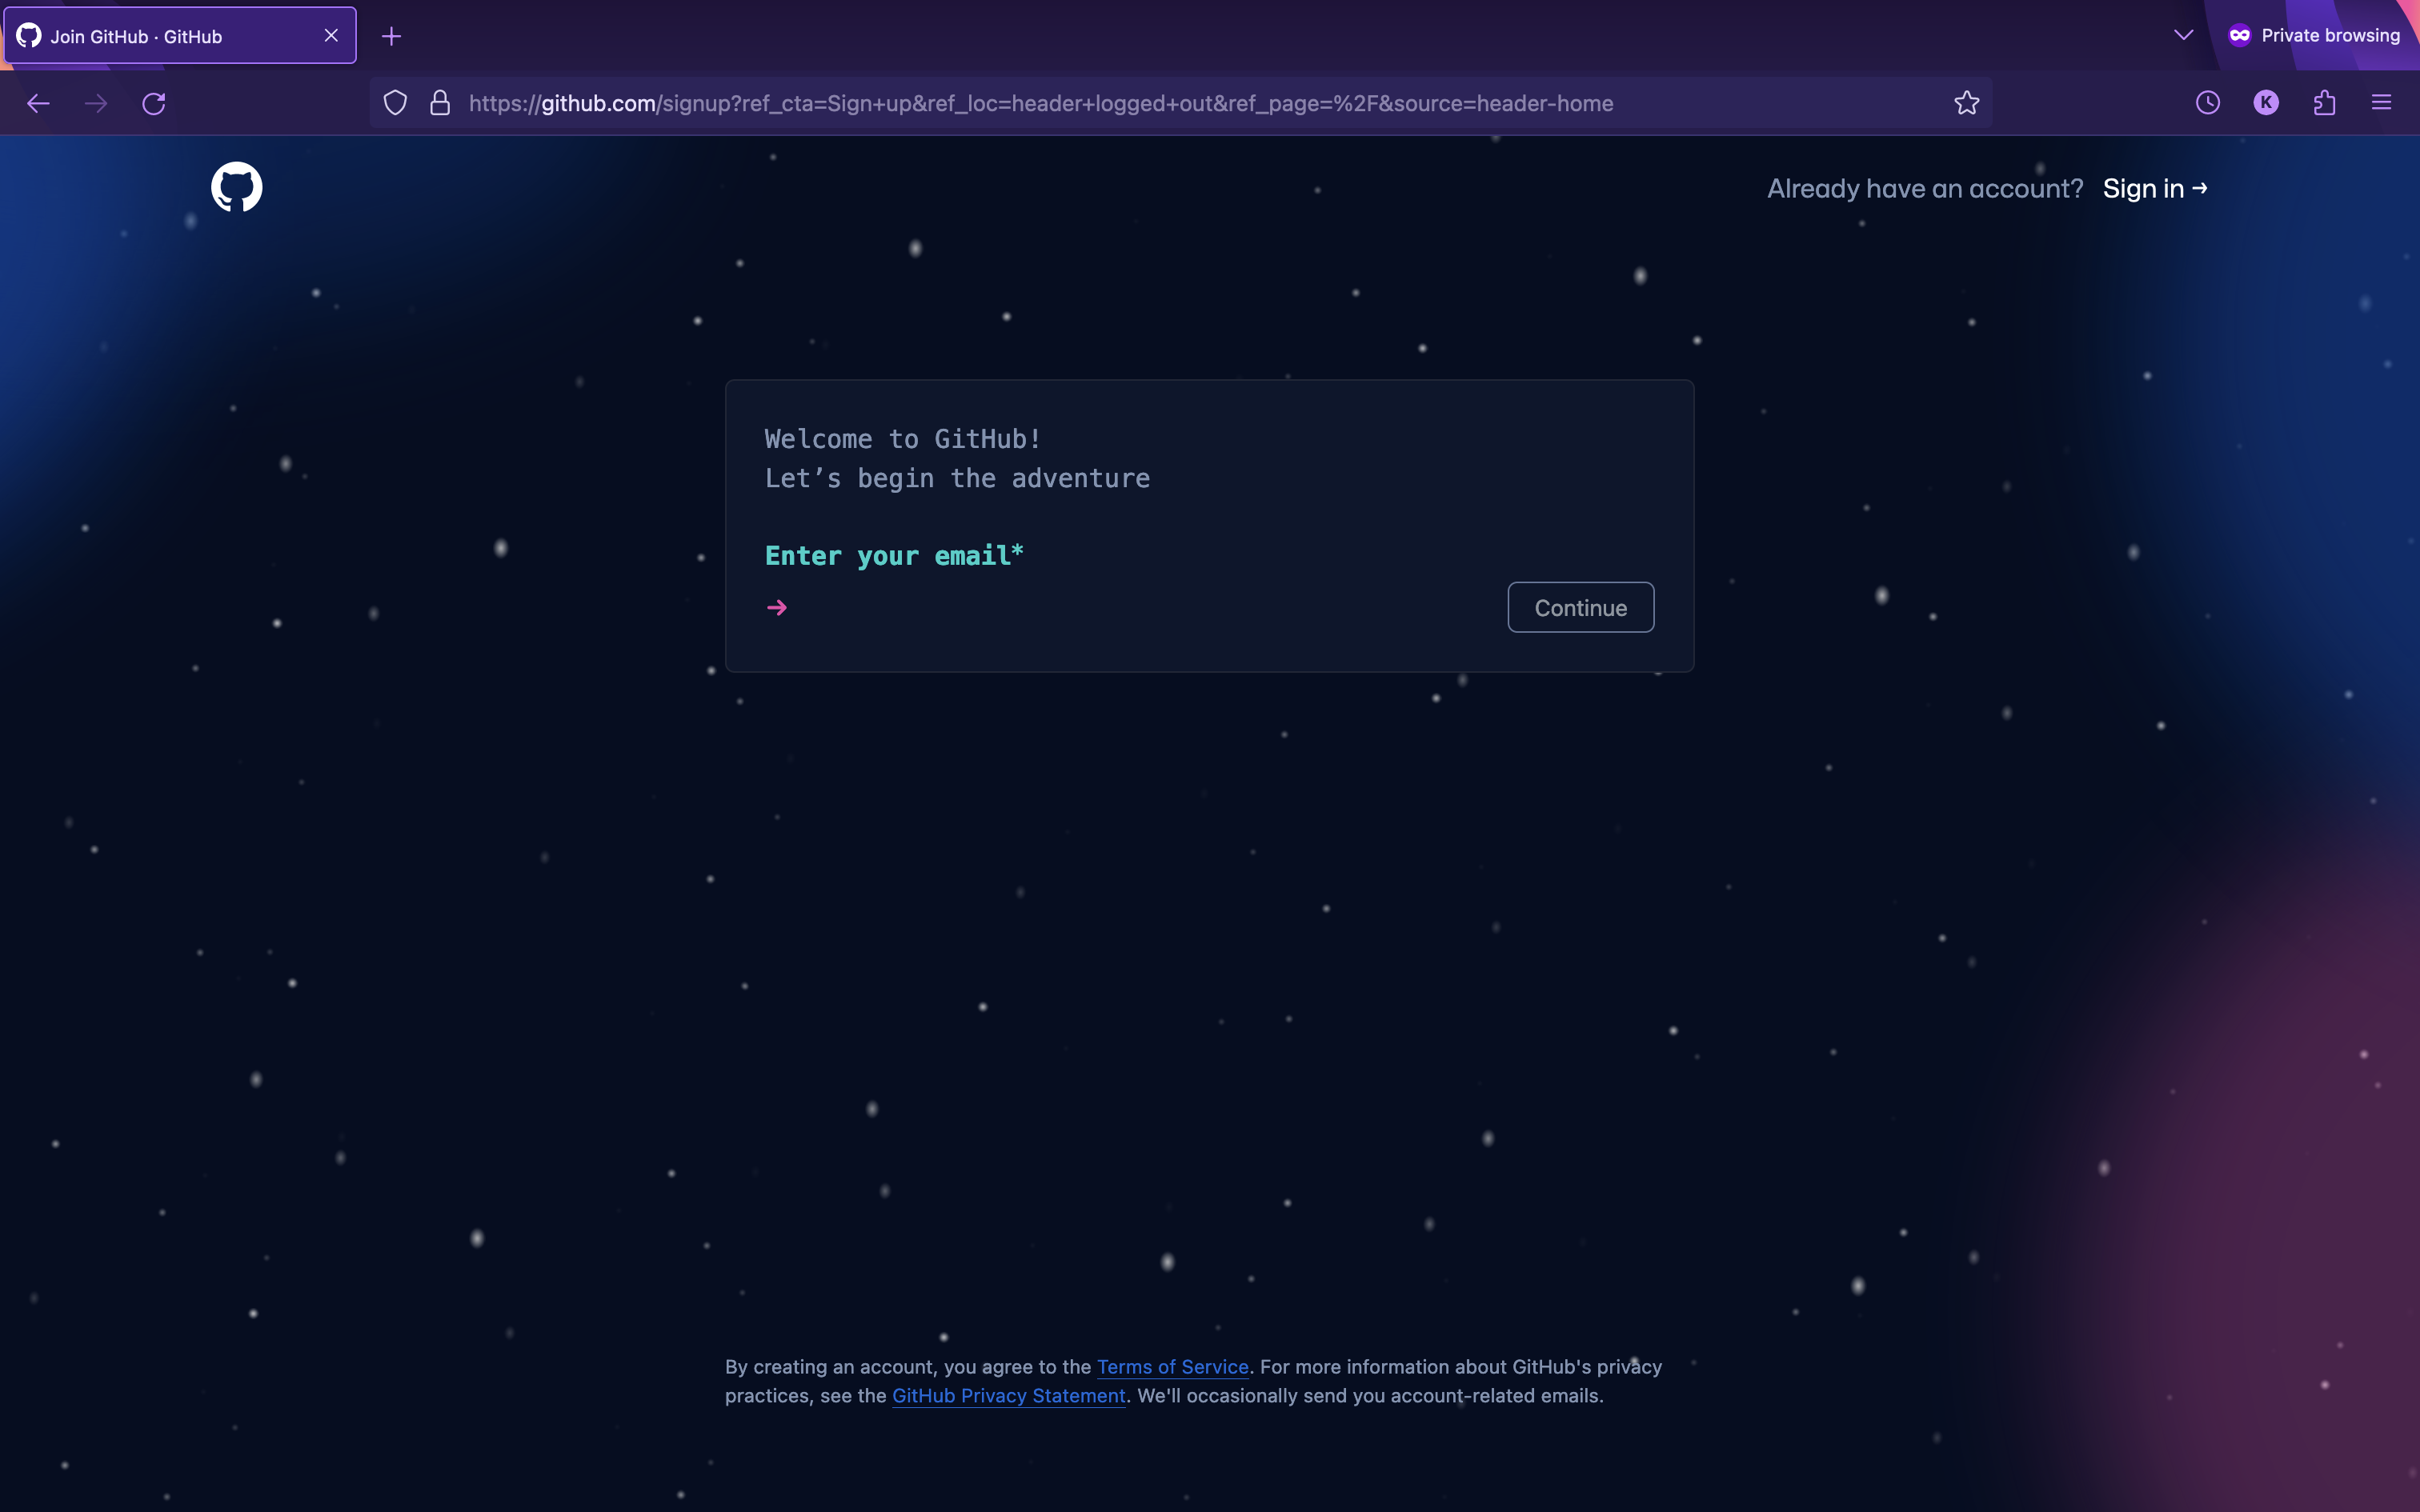 Join GitHub · GitHub
Private browsing
https://github.com/signup?ref_cta=Sign+up&ref_loc=header+logged+out&ref_page=%2F&source=header-home
K
Already have an account? Sign in →
Welcome to GitHub!
Let’s begin the adventure
Enter your email*
→
Continue
By creating an account, you agree to the Terms of Service. For more information about GitHub's privacy
practices, see the GitHub Privacy Statement. We'll occasionally send you account-related emails.